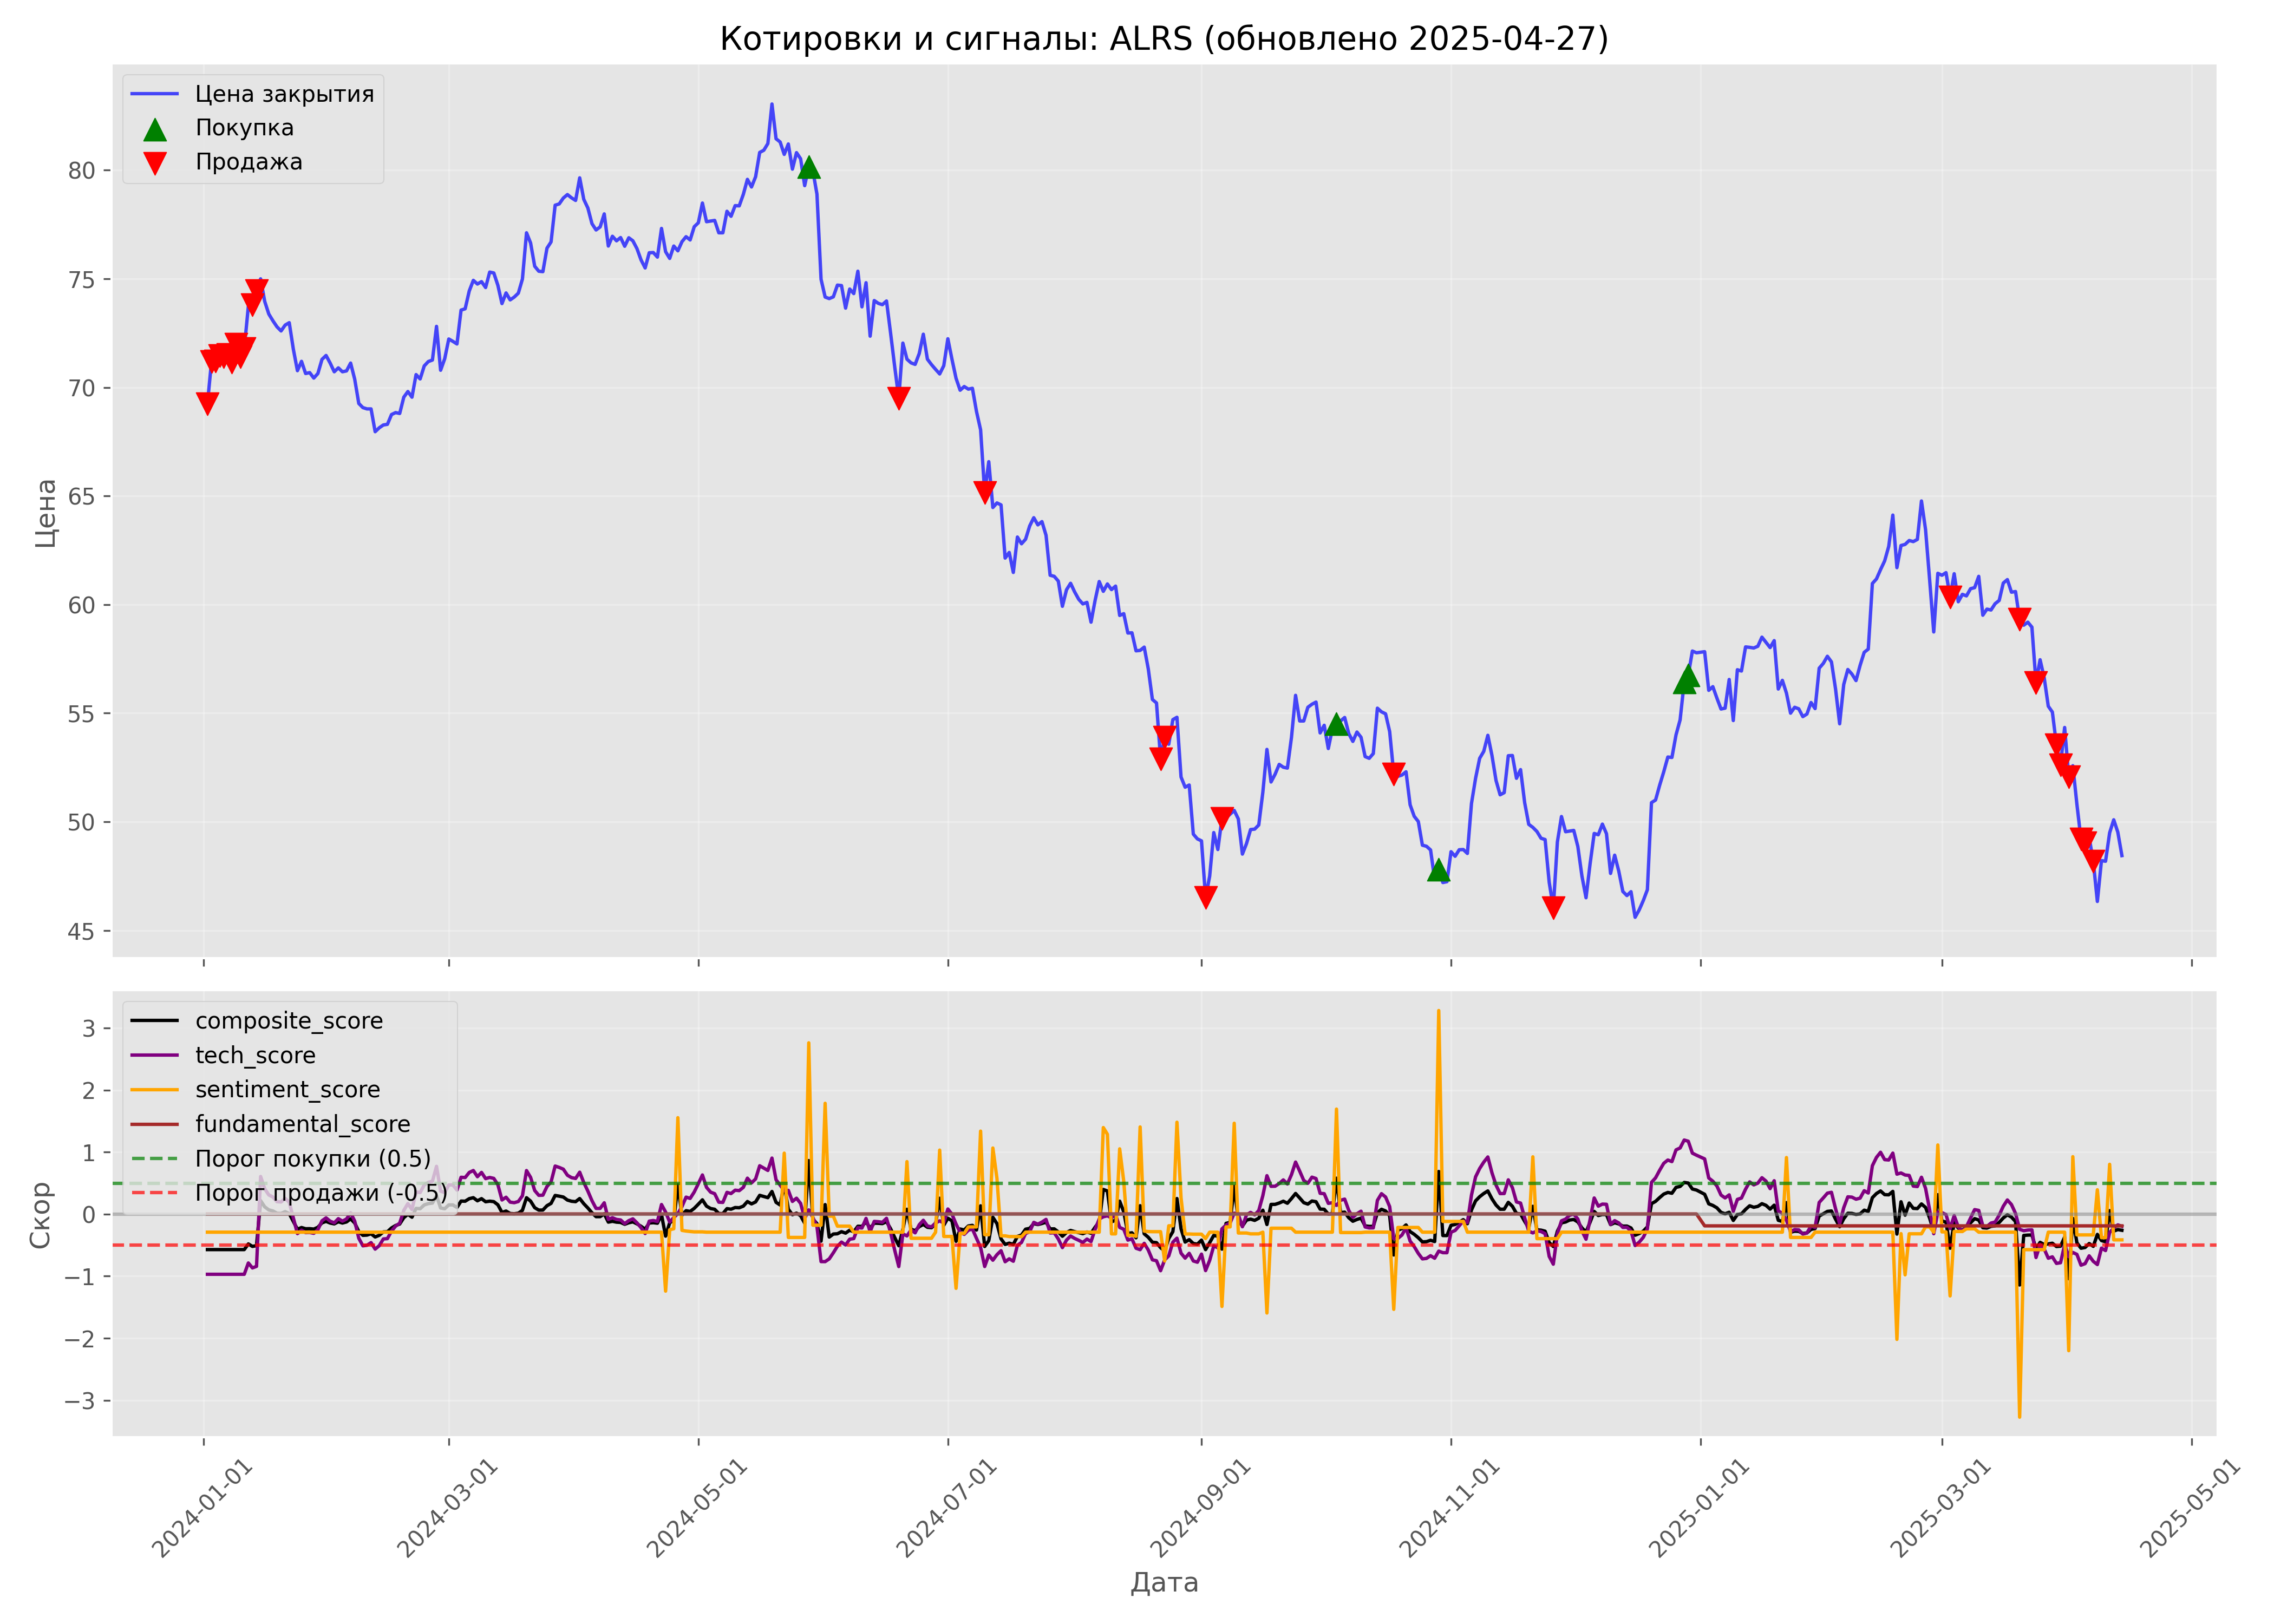 Котировки и сигналы: ALRS (обновлено 2025-04-27)
Цена закрытия
Покупка
Продажа
80
75
70
65
60
55
50
45
Цена
composite_score
tech_score
sentiment_score
fundamental_score
Порог покупки (0.5)
Порог продажи (-0.5)
3
2
1
0
−1
−2
−3
Скор
2024-01-01
2024-03-01
2024-05-01
2024-07-01
2024-09-01
2024-11-01
2025-01-01
2025-03-01
2025-05-01
Дата